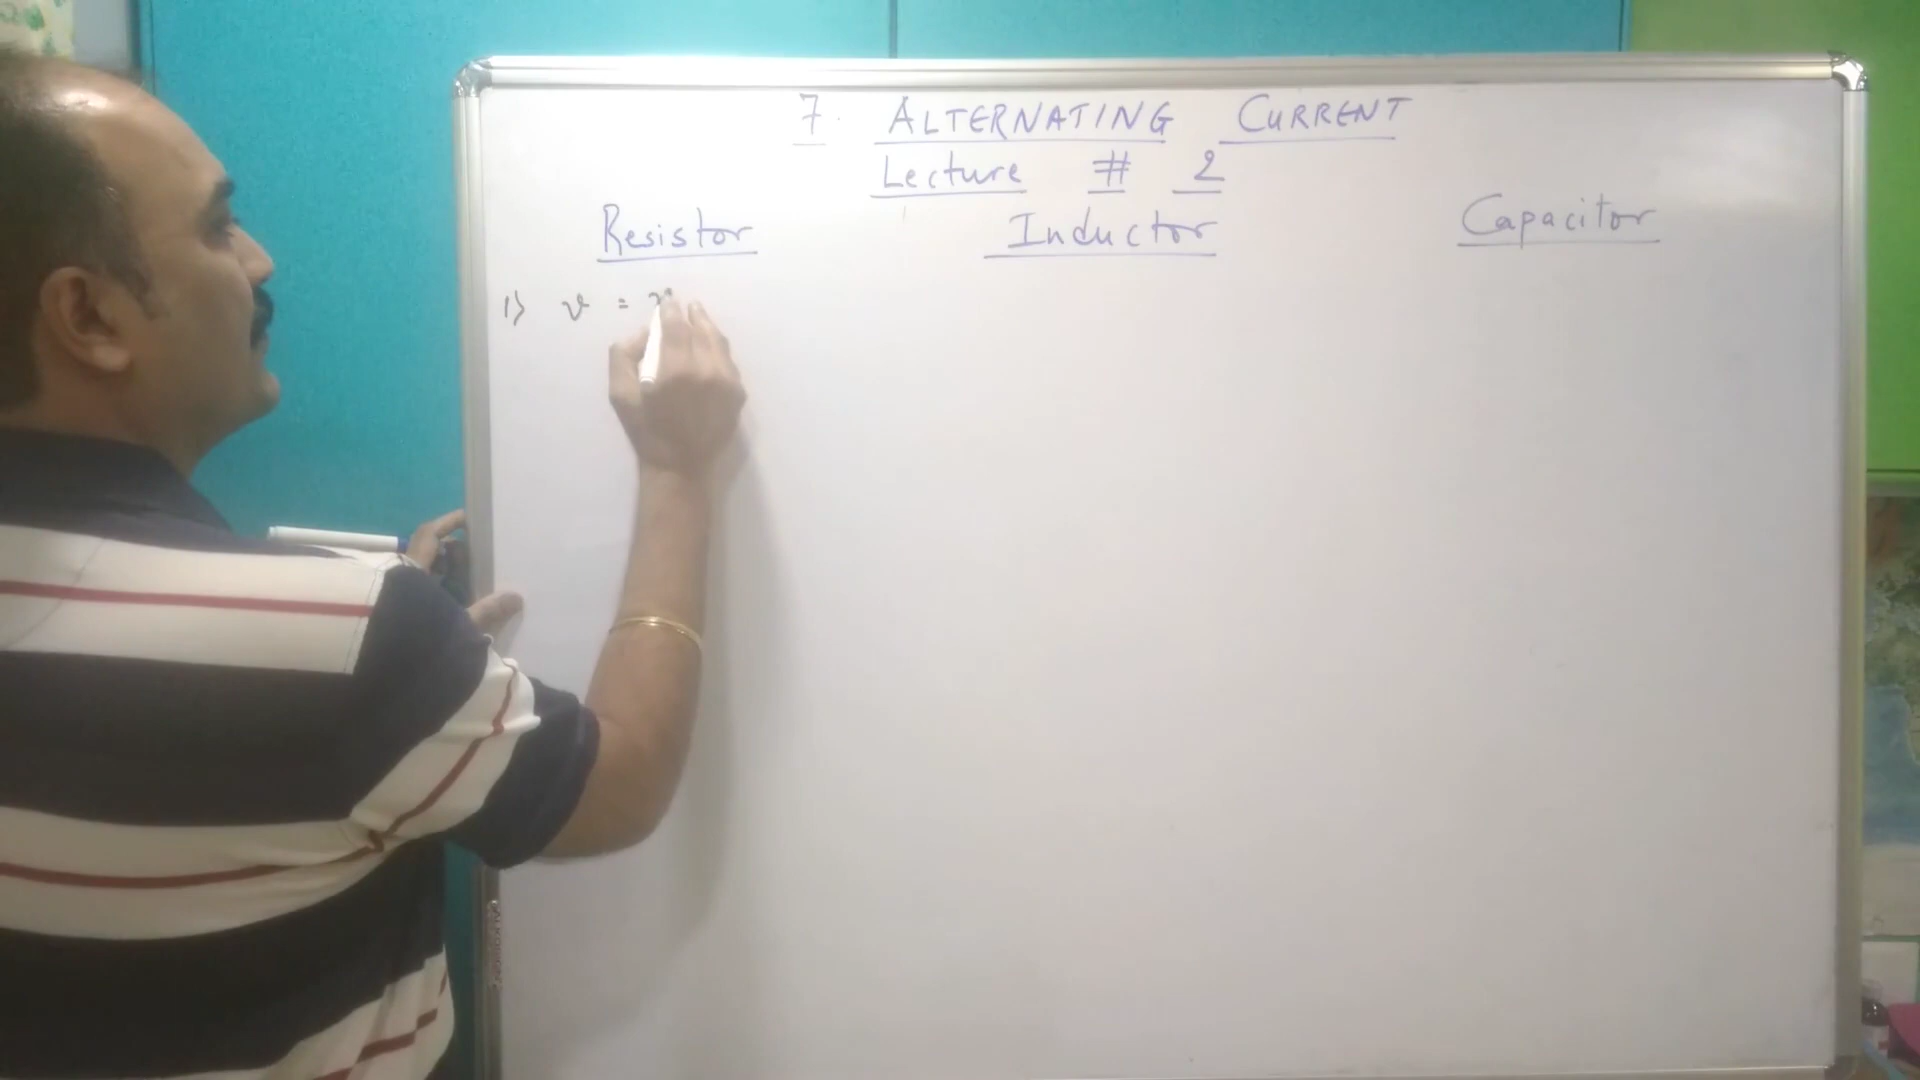 7. ALTERNATING CURRENT
Lecture # 2
Resistor Inductor Capacitor
1) v = v